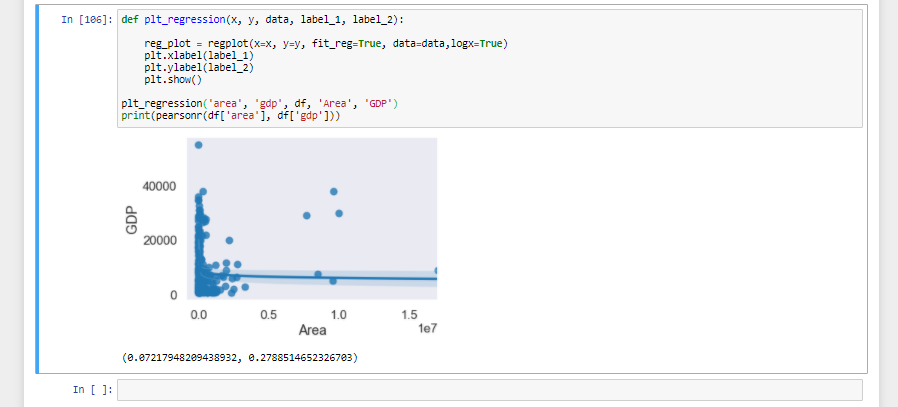 In [106]: def plt_regression(x, y, data, label_1, label_2):
reg_plot = regplot(x=x, y=y, fit_reg=True, data=data,logx=True)
plt.xlabel(label_1)
plt.ylabel(label_2)
plt.show()
plt_regression('area', 'gdp', df, 'Area', 'GDP')
print(pearsonr(df['area'], df['gdp']))
40000
GDP
20000
0
0.0 0.5 1.0 1.5
Area 1e7
(0.07217948209438932, 0.2788514652326703)
In [ ]: